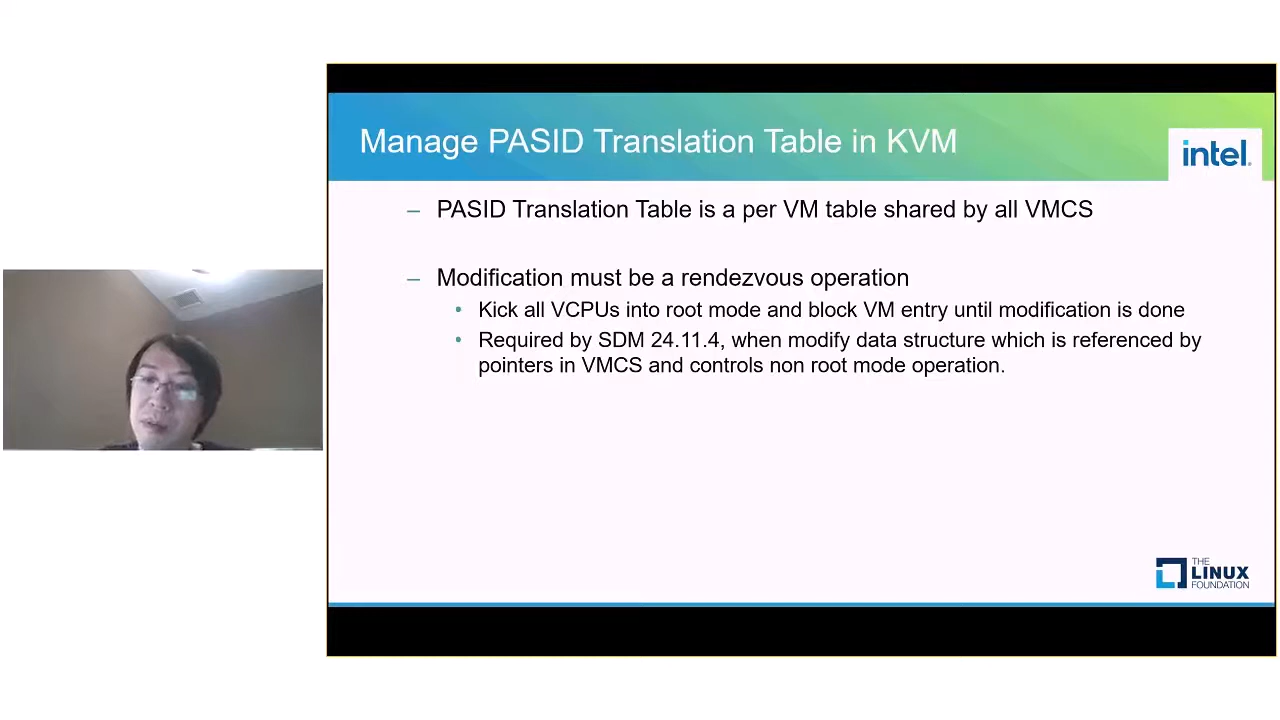 Manage PASID Translation Table in KVM
intel.
– PASID Translation Table is a per VM table shared by all VMCS
– Modification must be a rendezvous operation
• Kick all VCPUs into root mode and block VM entry until modification is done
• Required by SDM 24.11.4, when modify data structure which is referenced by
pointers in VMCS and controls non root mode operation.
THE
LINUX
FOUNDATION